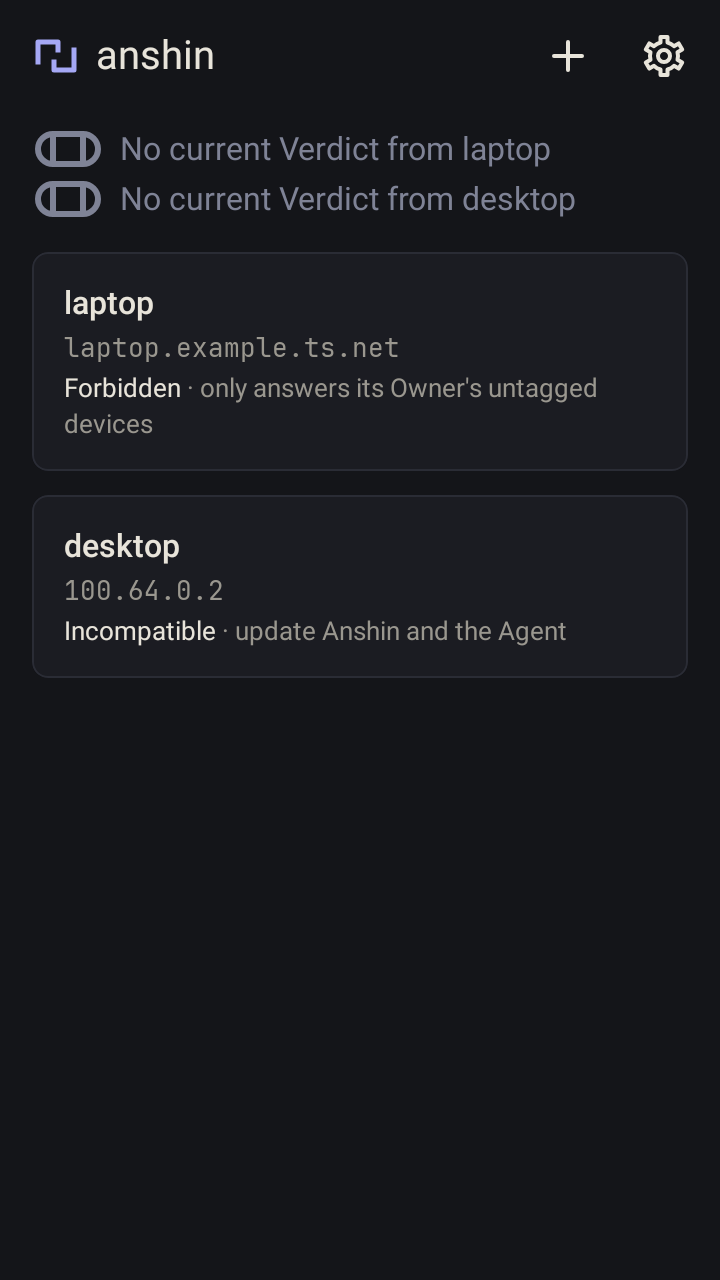 anshin
No current Verdict from laptop
No current Verdict from desktop
laptop
laptop.example.ts.net
Forbidden · only answers its Owner's untagged
devices
desktop
100.64.0.2
Incompatible · update Anshin and the Agent